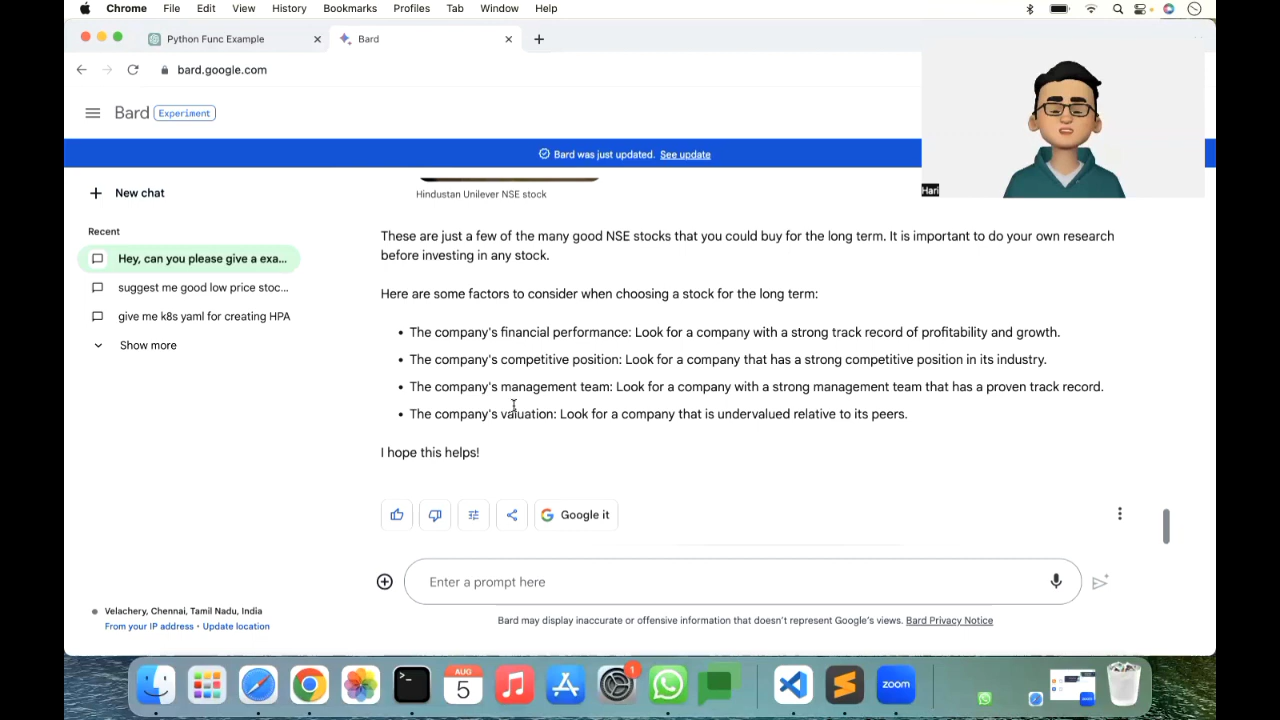 Chrome File Edit View History Bookmarks Profiles Tab Window Help
Python Func Example
Bard
bard.google.com
Bard Experiment
Bard was just updated. See update
Hari
New chat
Recent
Hey, can you please give a exa...
suggest me good low price stoc...
give me k8s yaml for creating HPA
Show more
Velachery, Chennai, Tamil Nadu, India
From your IP address • Update location
Hindustan Unilever NSE stock
These are just a few of the many good NSE stocks that you could buy for the long term. It is important to do your own research
before investing in any stock.
Here are some factors to consider when choosing a stock for the long term:
• The company's financial performance: Look for a company with a strong track record of profitability and growth.
• The company's competitive position: Look for a company that has a strong competitive position in its industry.
• The company's management team: Look for a company with a strong management team that has a proven track record.
• The company's valuation: Look for a company that is undervalued relative to its peers.
I hope this helps!
Google it
Enter a prompt here
Bard may display inaccurate or offensive information that doesn't represent Google's views. Bard Privacy Notice
AUG
5
1
zoom